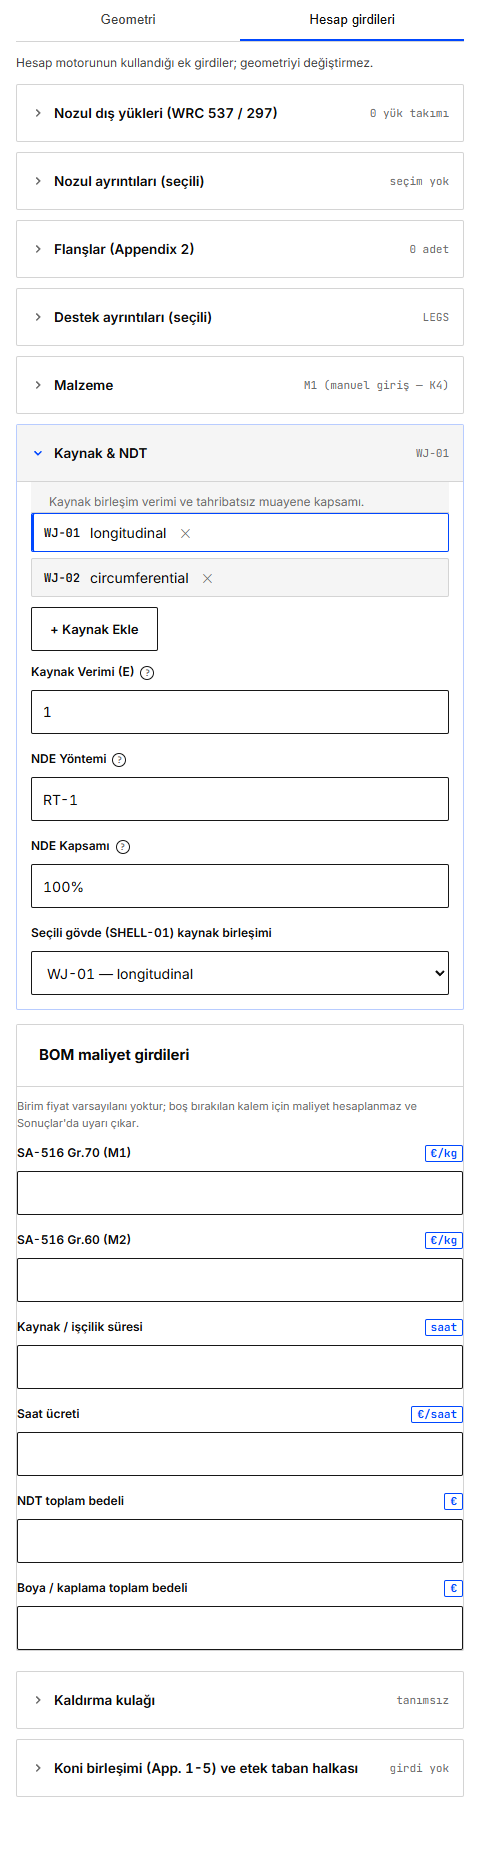 Geometri
Hesap girdileri
Hesap motorunun kullandığı ek girdiler; geometriyi değiştirmez.
Nozul dış yükleri (WRC 537 / 297)
0 yük takımı
Nozul ayrıntıları (seçili)
seçim yok
Flanşlar (Appendix 2)
0 adet
Destek ayrıntıları (seçili)
LEGS
Malzeme
M1 (manuel giriş — K4)
Kaynak & NDT
WJ-01
Kaynak birleşim verimi ve tahribatsız muayene kapsamı.
WJ-01 longitudinal ×
WJ-02 circumferential ×
+ Kaynak Ekle
Kaynak Verimi (E) ?
1
NDE Yöntemi ?
RT-1
NDE Kapsamı ?
100%
Seçili gövde (SHELL-01) kaynak birleşimi
WJ-01 — longitudinal
BOM maliyet girdileri
Birim fiyat varsayılanı yoktur; boş bırakılan kalem için maliyet hesaplanmaz ve
Sonuçlar'da uyarı çıkar.
SA-516 Gr.70 (M1)
€/kg
SA-516 Gr.60 (M2)
€/kg
Kaynak / işçilik süresi
saat
Saat ücreti
€/saat
NDT toplam bedeli
€
Boya / kaplama toplam bedeli
€
Kaldırma kulağı
tanımsız
Koni birleşimi (App. 1-5) ve etek taban halkası
girdi yok